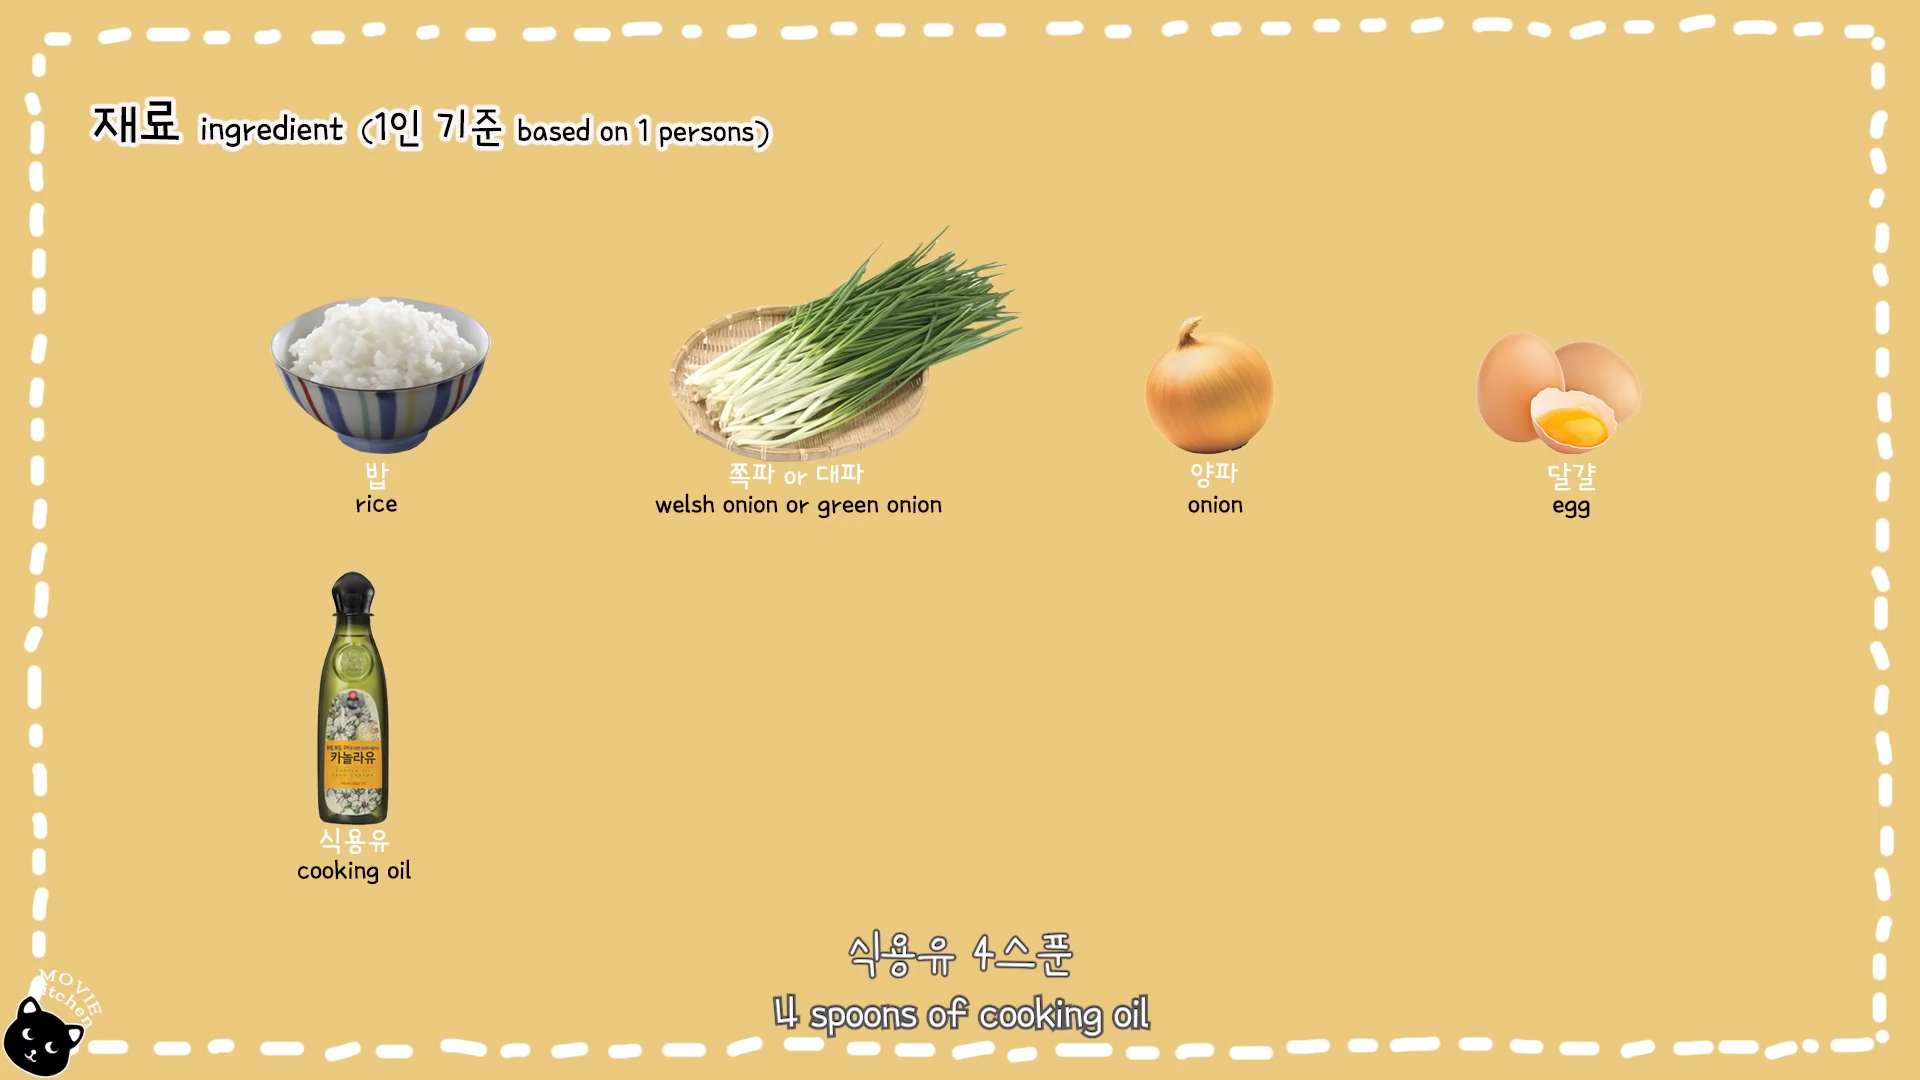 재료 ingredient (1인 기준 based on 1 persons)
밥
rice
쪽파 or 대파
welsh onion or green onion
양파
onion
달걀
egg
카놀라유
식용유
cooking oil
식용유 4스푼
4 spoons of cooking oil
MOVIE
kitchen